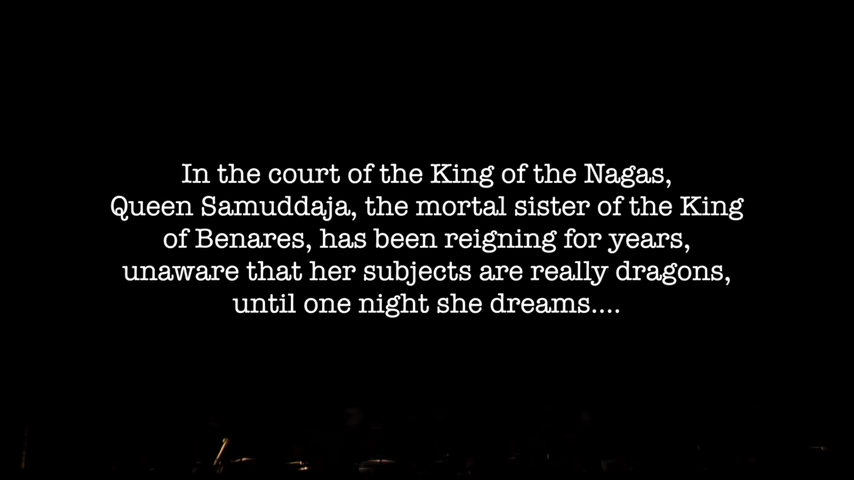 In the court of the King of the Nagas,
Queen Samuddaja, the mortal sister of the King
of Benares, has been reigning for years,
unaware that her subjects are really dragons,
until one night she dreams....